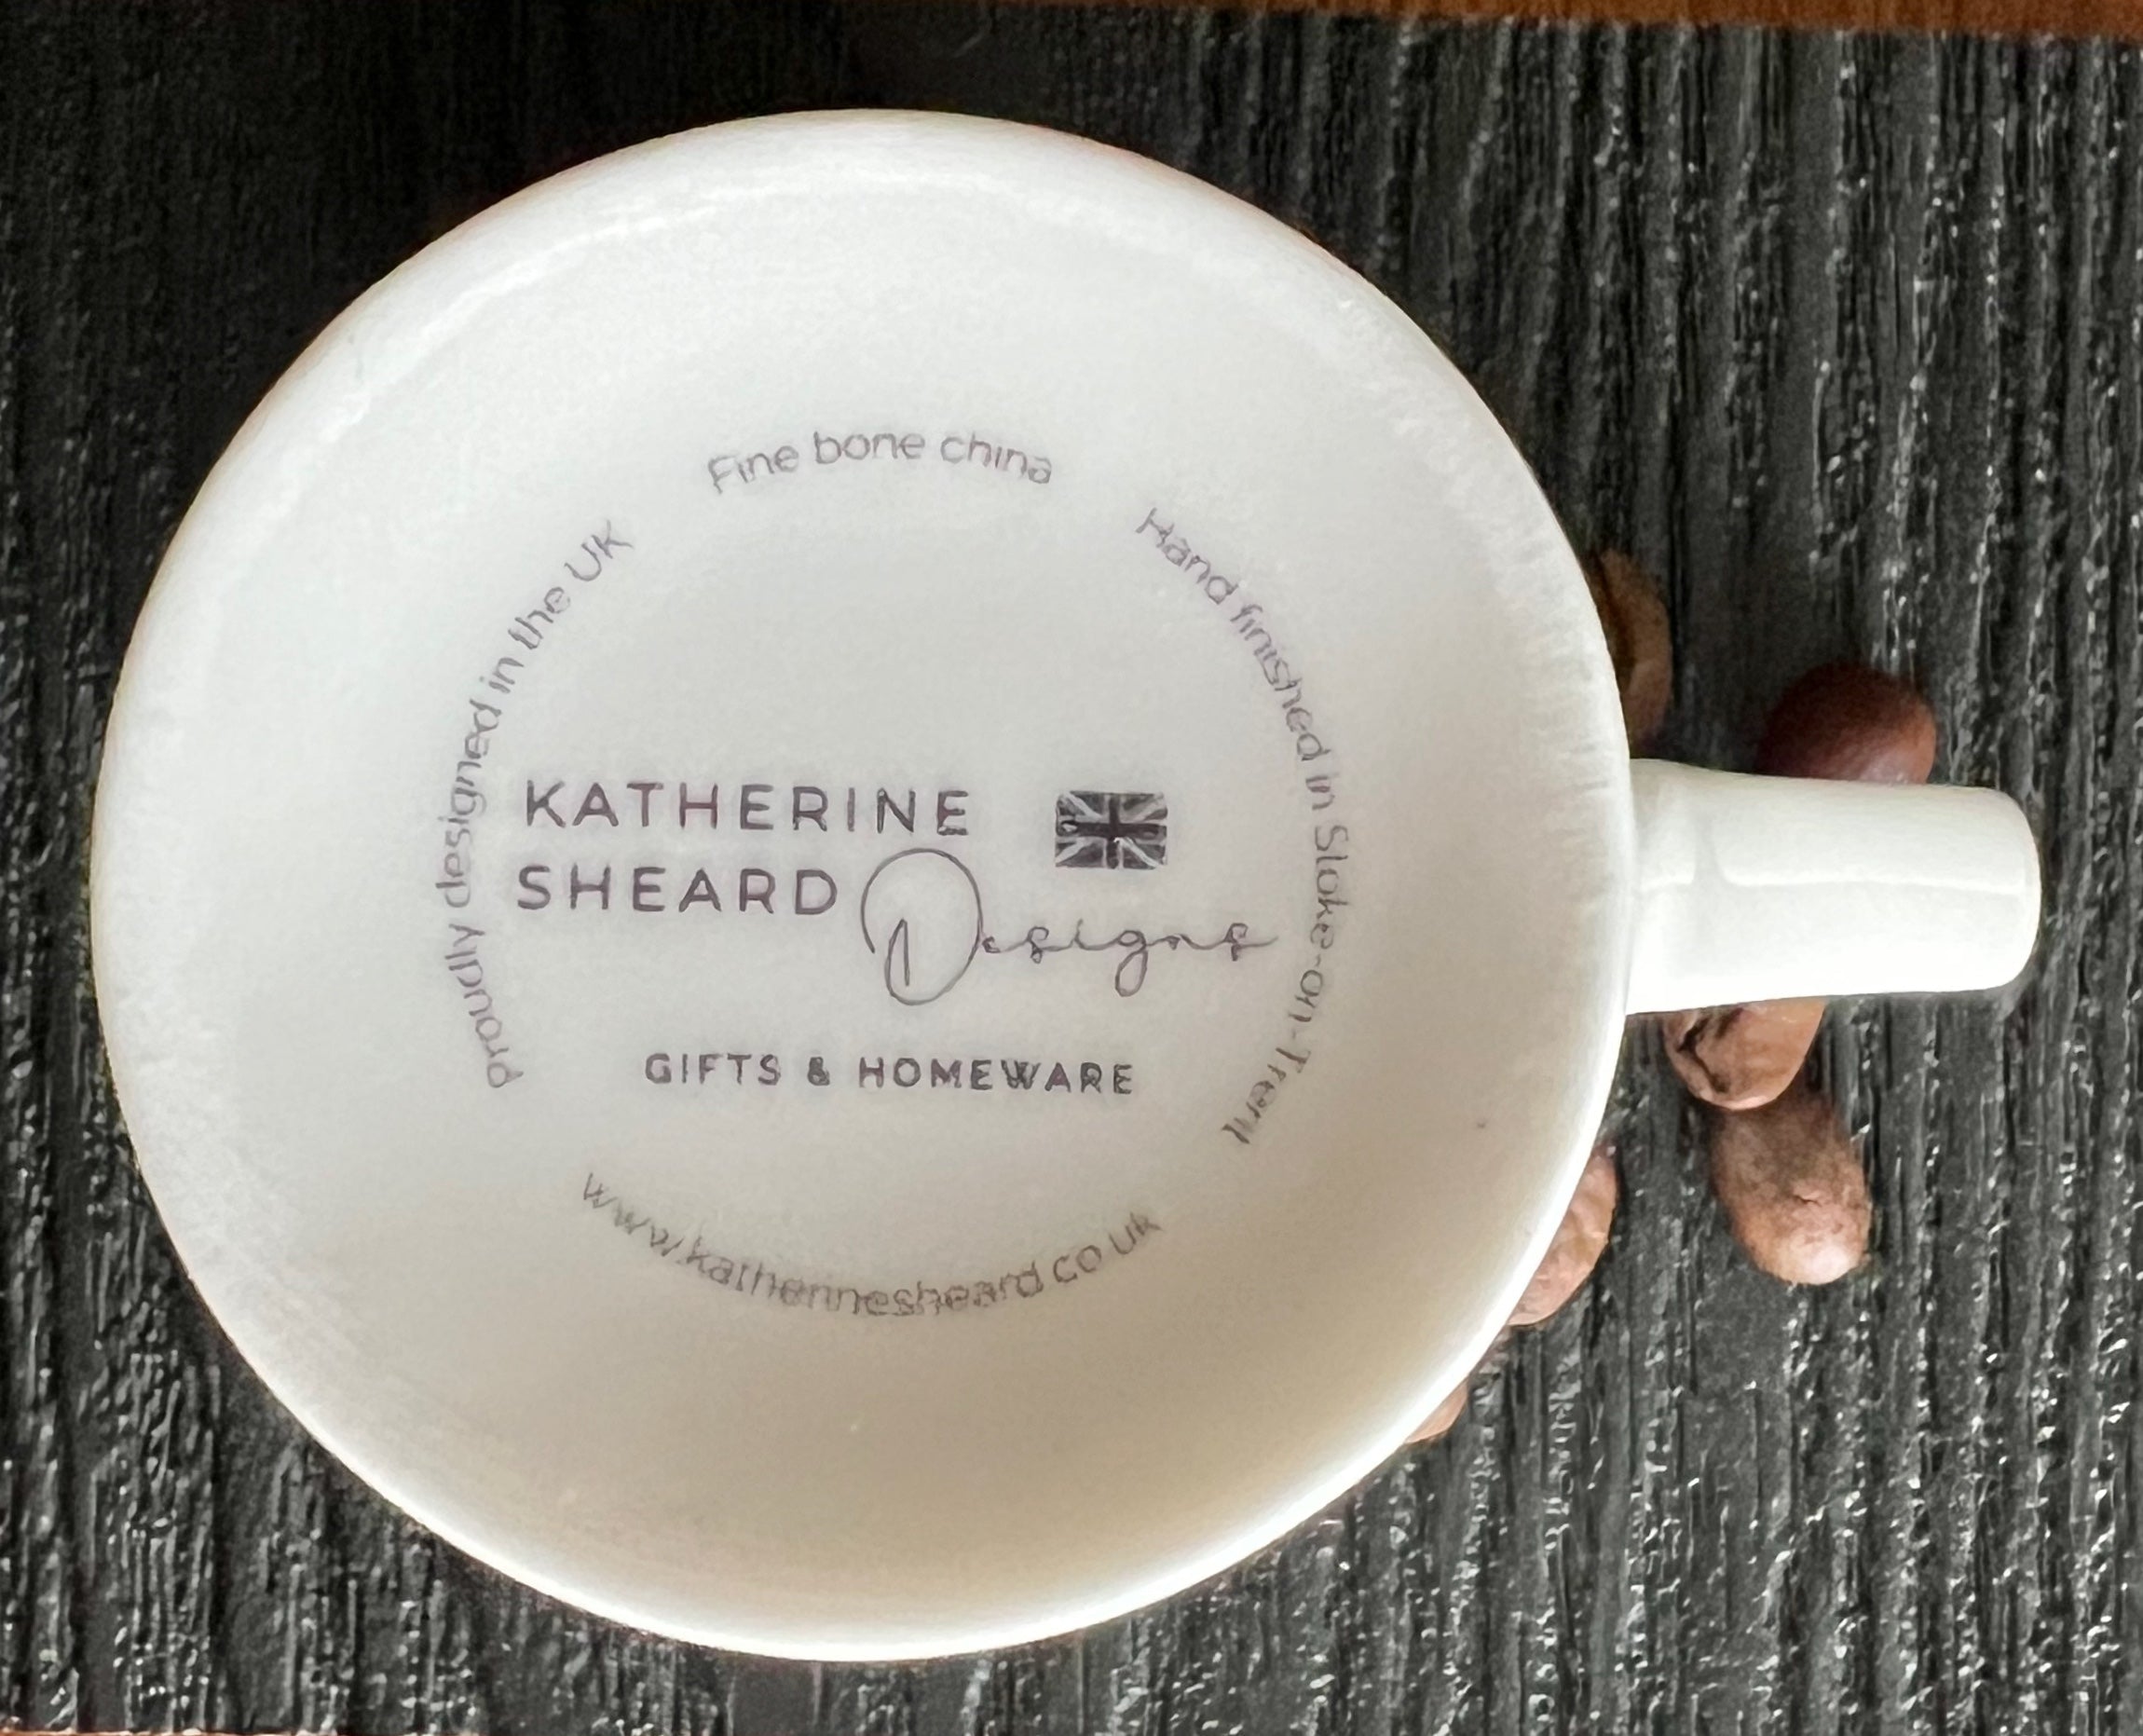 Fine bone china
Proudly designed in the UK
Hand finished in Stoke-on-Trent
KATHERINE
SHEARD Designs
GIFTS & HOMEWARE
www.katherinesheard.co.uk